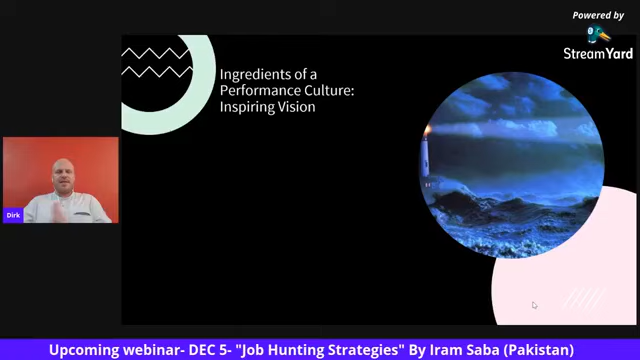 Powered by
StreamYard
Ingredients of a
Performance Culture:
Inspiring Vision
Dirk
Upcoming webinar- DEC 5- "Job Hunting Strategies" By Iram Saba (Pakistan)